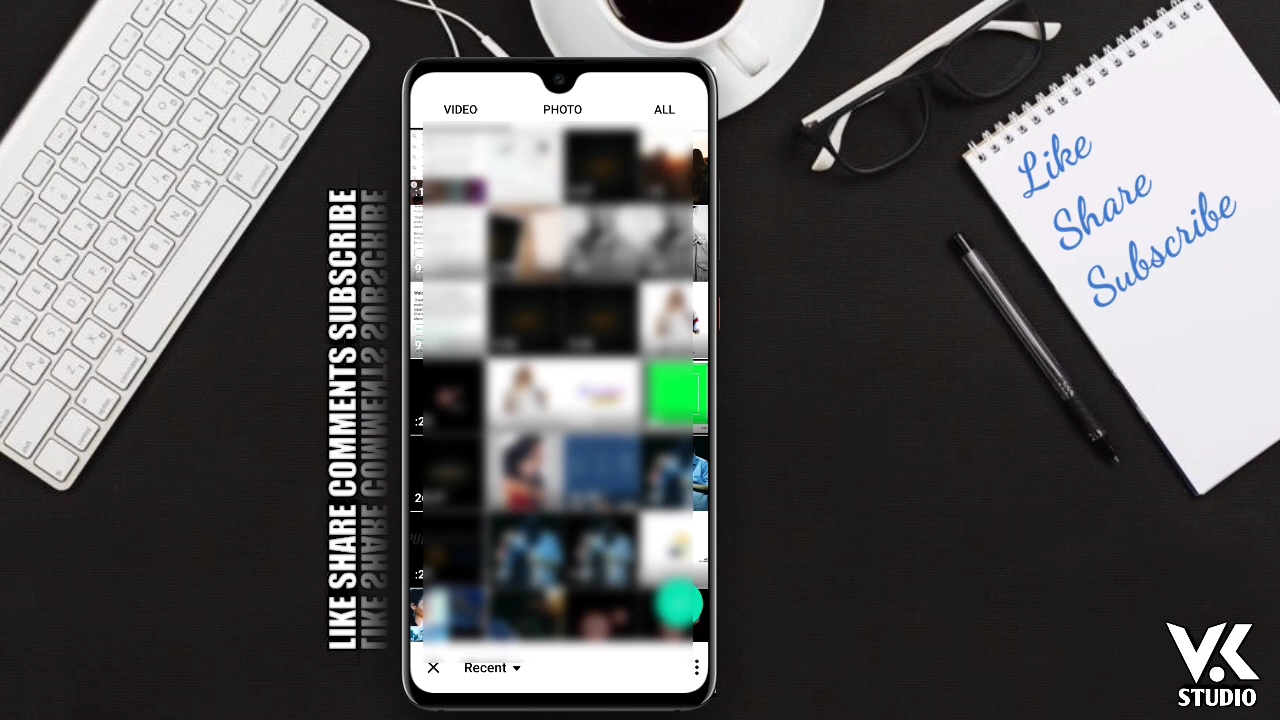 VIDEO PHOTO ALL
LIKE SHARE COMMENTS SUBSCRIBE
Like
Share
Subscribe
Recent
VK
STUDIO